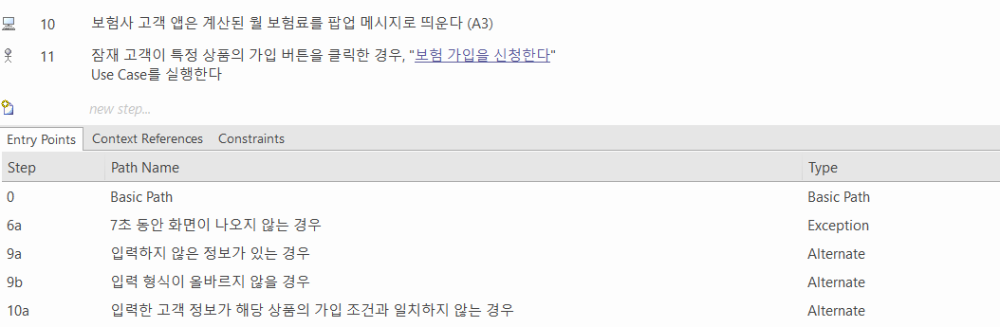 10 보험사 고객 앱은 계산된 월 보험료를 팝업 메시지로 띄운다 (A3)
11 잠재 고객이 특정 상품의 가입 버튼을 클릭한 경우, "보험 가입을 신청한다"
Use Case를 실행한다
new step...
Entry Points Context References Constraints
Step Path Name Type
0 Basic Path Basic Path
6a 7초 동안 화면이 나오지 않는 경우 Exception
9a 입력하지 않은 정보가 있는 경우 Alternate
9b 입력 형식이 올바르지 않을 경우 Alternate
10a 입력한 고객 정보가 해당 상품의 가입 조건과 일치하지 않는 경우 Alternate